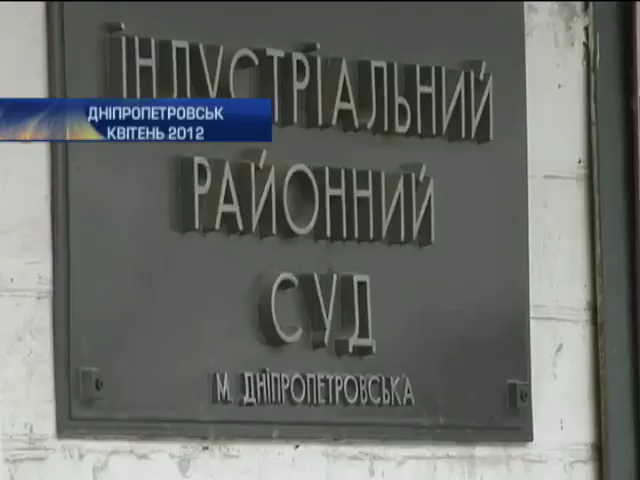 ІНДУСТРІАЛЬНИЙ
ДНІПРОПЕТРОВСЬК
КВІТЕНЬ 2012
РАЙОННИЙ
СУД
М. ДНІПРОПЕТРОВСЬКА